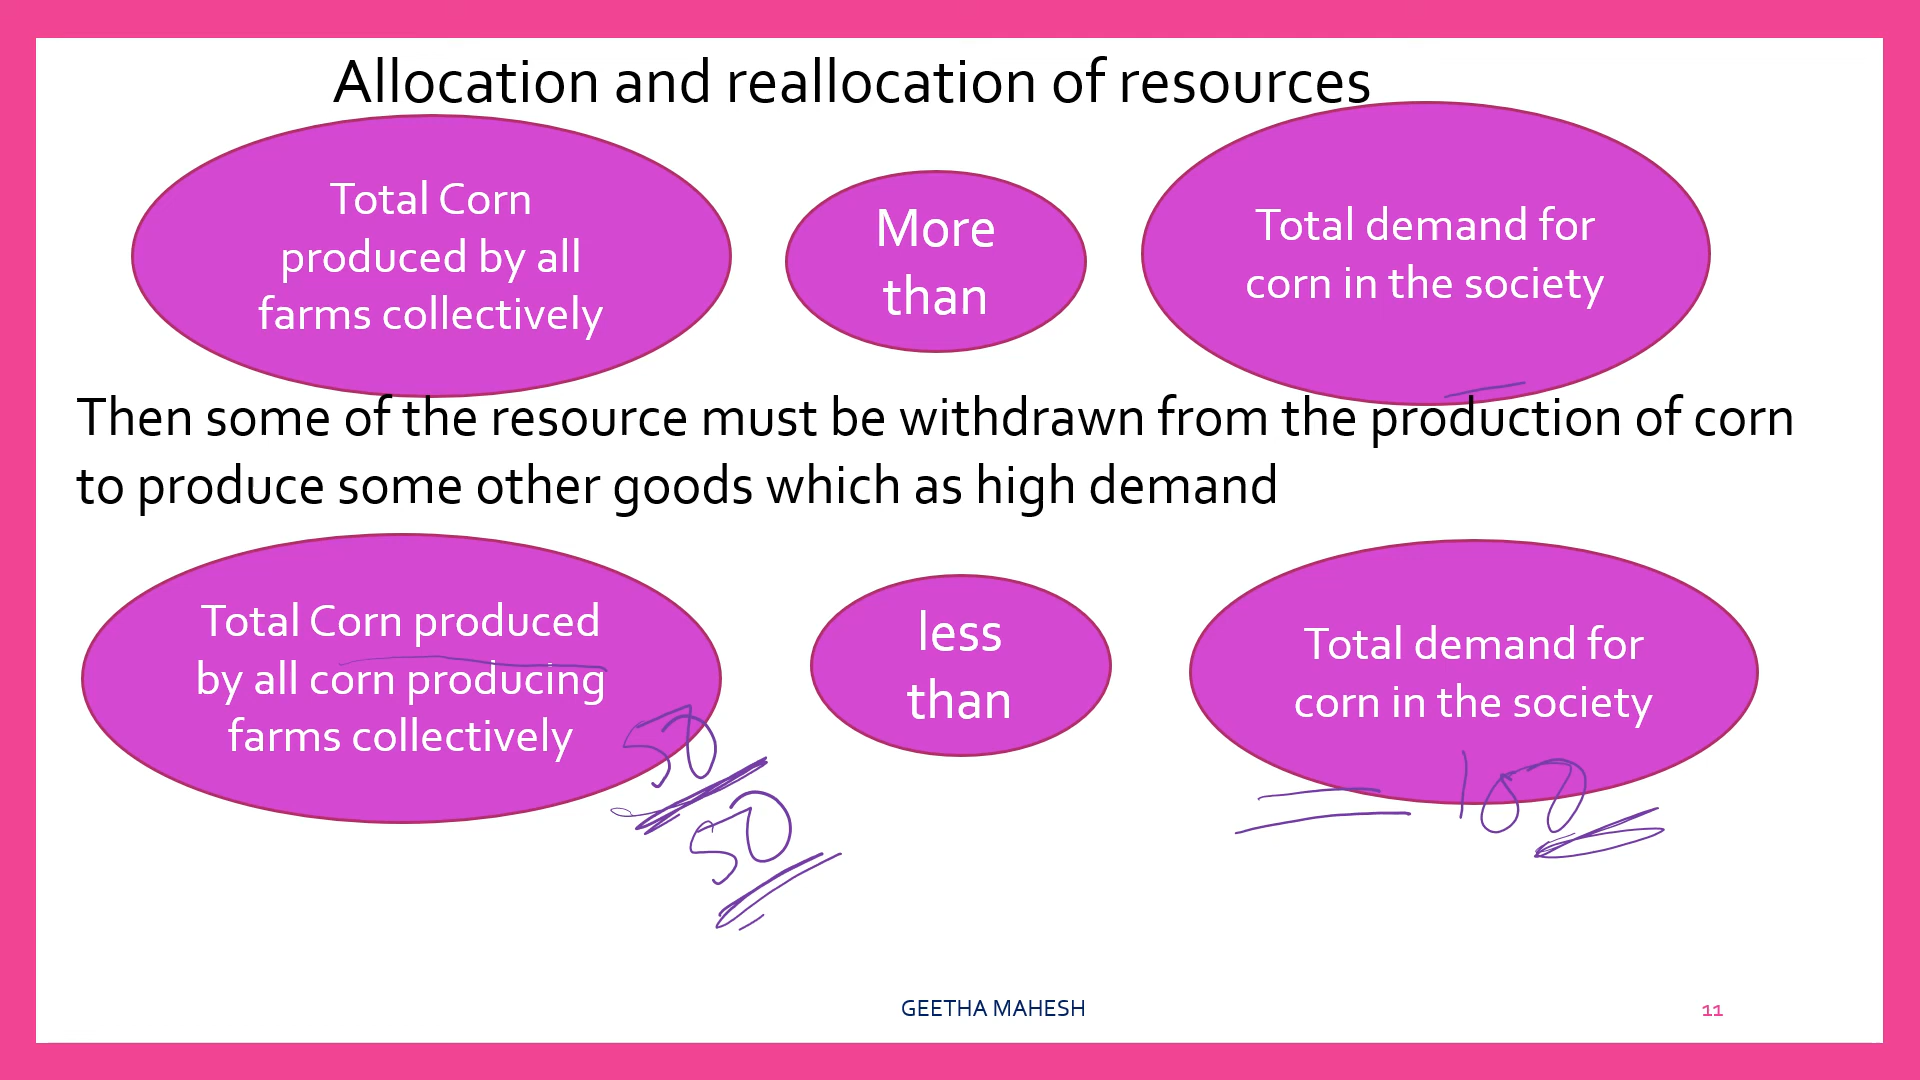 Allocation and reallocation of resources
Total Corn
produced by all
farms collectively
More
than
Total demand for
corn in the society
Then some of the resource must be withdrawn from the production of corn
to produce some other goods which as high demand
Total Corn produced
by all corn producing
farms collectively
less
than
Total demand for
corn in the society
50
50
100
GEETHA MAHESH
11